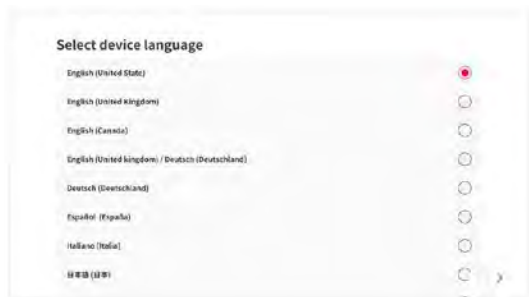 Select device language
English (United State)
English (United Kingdom)
English (Canada)
English (United kingdom) / Deutsch (Deutschland)
Deutsch (Deutschland)
Español (España)
Italiano (Italia)
日本語 (日本)